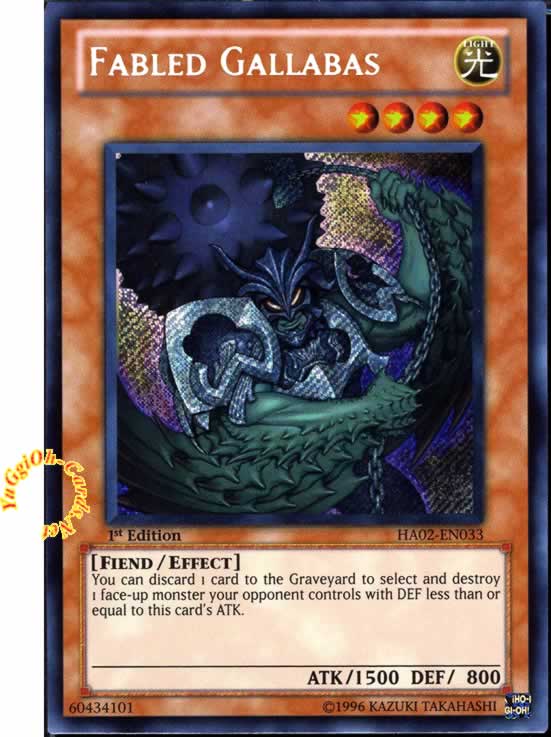 FABLED GALLABAS
LIGHT
光
1st Edition
HA02-EN033
[FIEND/EFFECT]
You can discard 1 card to the Graveyard to select and destroy
1 face-up monster your opponent controls with DEF less than or
equal to this card's ATK.
ATK/1500 DEF/ 800
60434101
©1996 KAZUKI TAKAHASHI
YuGgiOh-Cards.Net